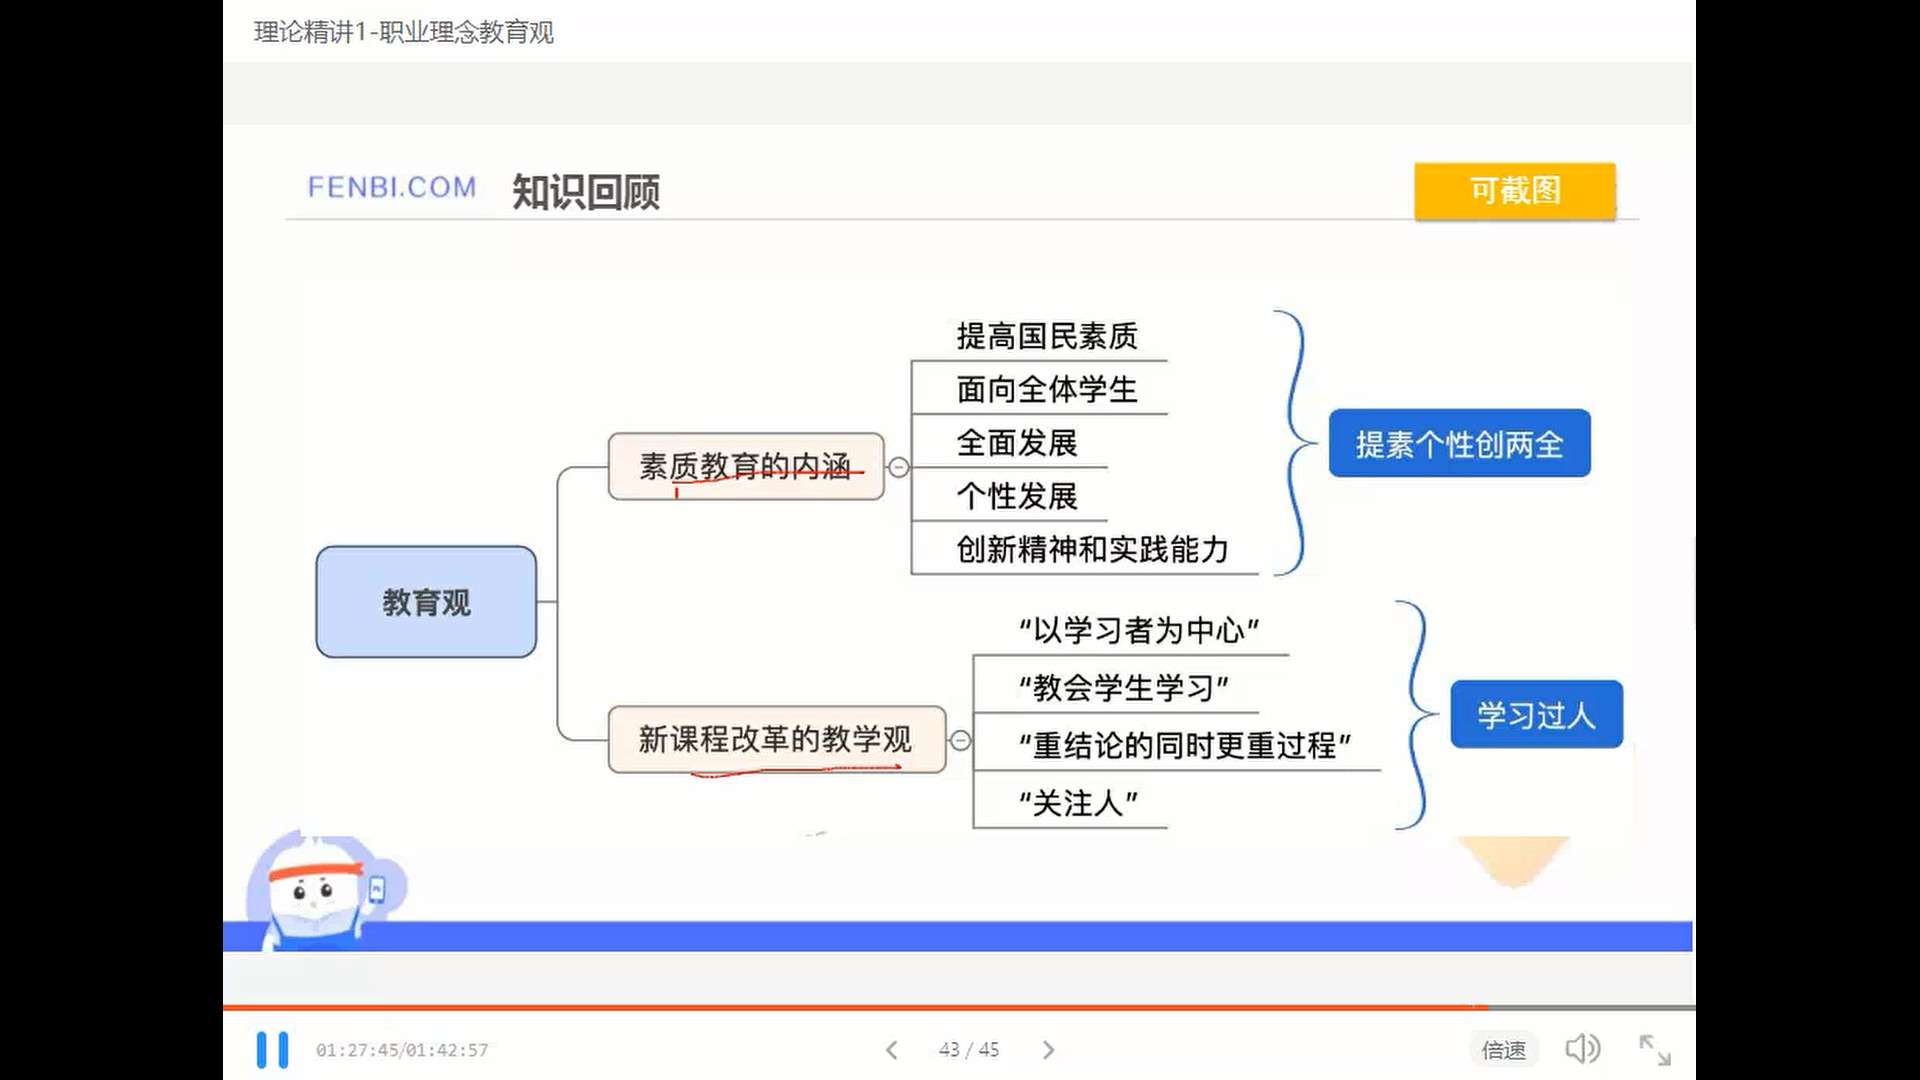 理论精讲1-职业理念教育观
FENBI.COM 知识回顾
可截图
提高国民素质
面向全体学生
全面发展
个性发展
创新精神和实践能力
提素个性创两全
素质教育的内涵
教育观
新课程改革的教学观
“以学习者为中心”
“教会学生学习”
“重结论的同时更重过程”
“关注人”
学习过人
01:27:45/01:42:57
43 / 45
倍速